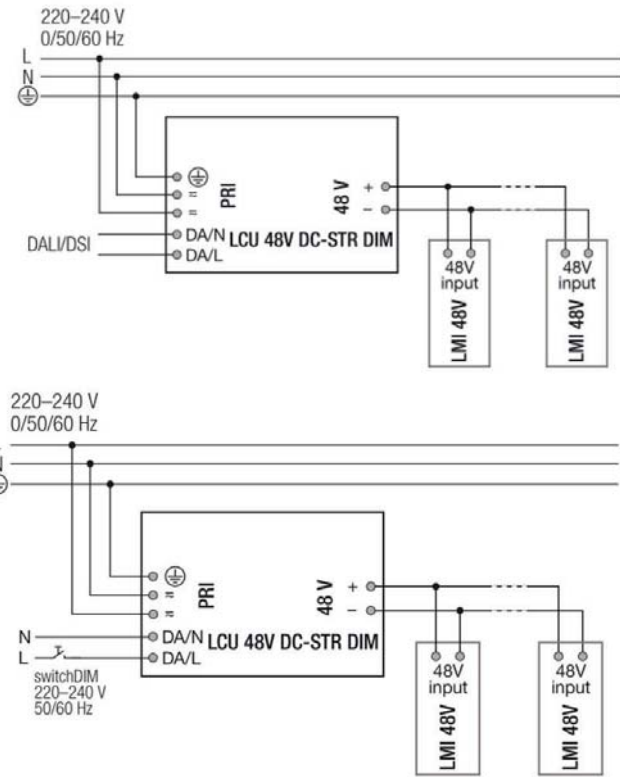 220–240 V
0/50/60 Hz
L
N
PRI
=
=
48 V
+
–
DALI/DSI
DA/N
DA/L
LCU 48V DC-STR DIM
48V
input
LMI 48V
48V
input
LMI 48V
220–240 V
0/50/60 Hz
PRI
≂
≂
48 V
+
–
N
L
DA/N
DA/L
LCU 48V DC-STR DIM
switchDIM
220–240 V
50/60 Hz
48V
input
LMI 48V
48V
input
LMI 48V